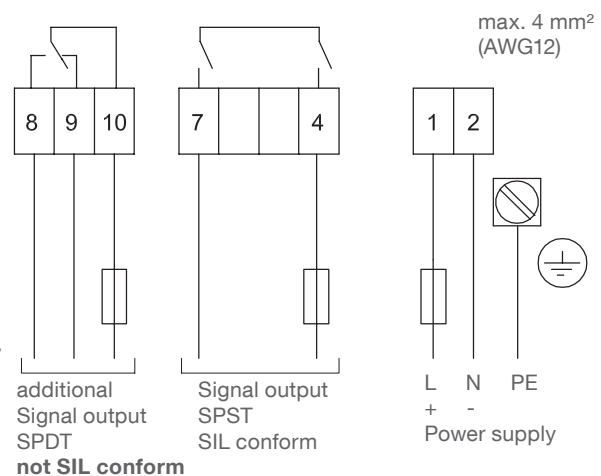 max. 4 mm²
(AWG12)
8 9 10
7 4
1 2
additional
Signal output
SPDT
not SIL conform
Signal output
SPST
SIL conform
L N PE
+ -
Power supply